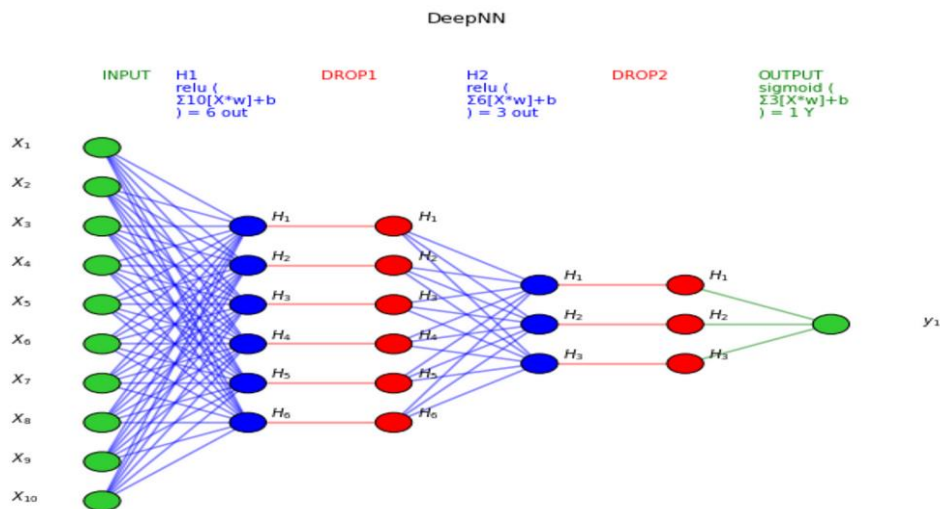 DeepNN
INPUT
H1
relu (
Σ10[X*w]+b
) = 6 out
DROP1
H2
relu (
Σ6[X*w]+b
) = 3 out
DROP2
OUTPUT
sigmoid (
Σ3[X*w]+b
) = 1 Y
X₁
X₂
X₃
X₄
X₅
X₆
X₇
X₈
X₉
X₁₀
H₁
H₂
H₃
H₄
H₅
H₆
H₁
H₂
H₃
H₄
H₅
H₆
H₁
H₂
H₃
H₁
H₂
H₃
y₁